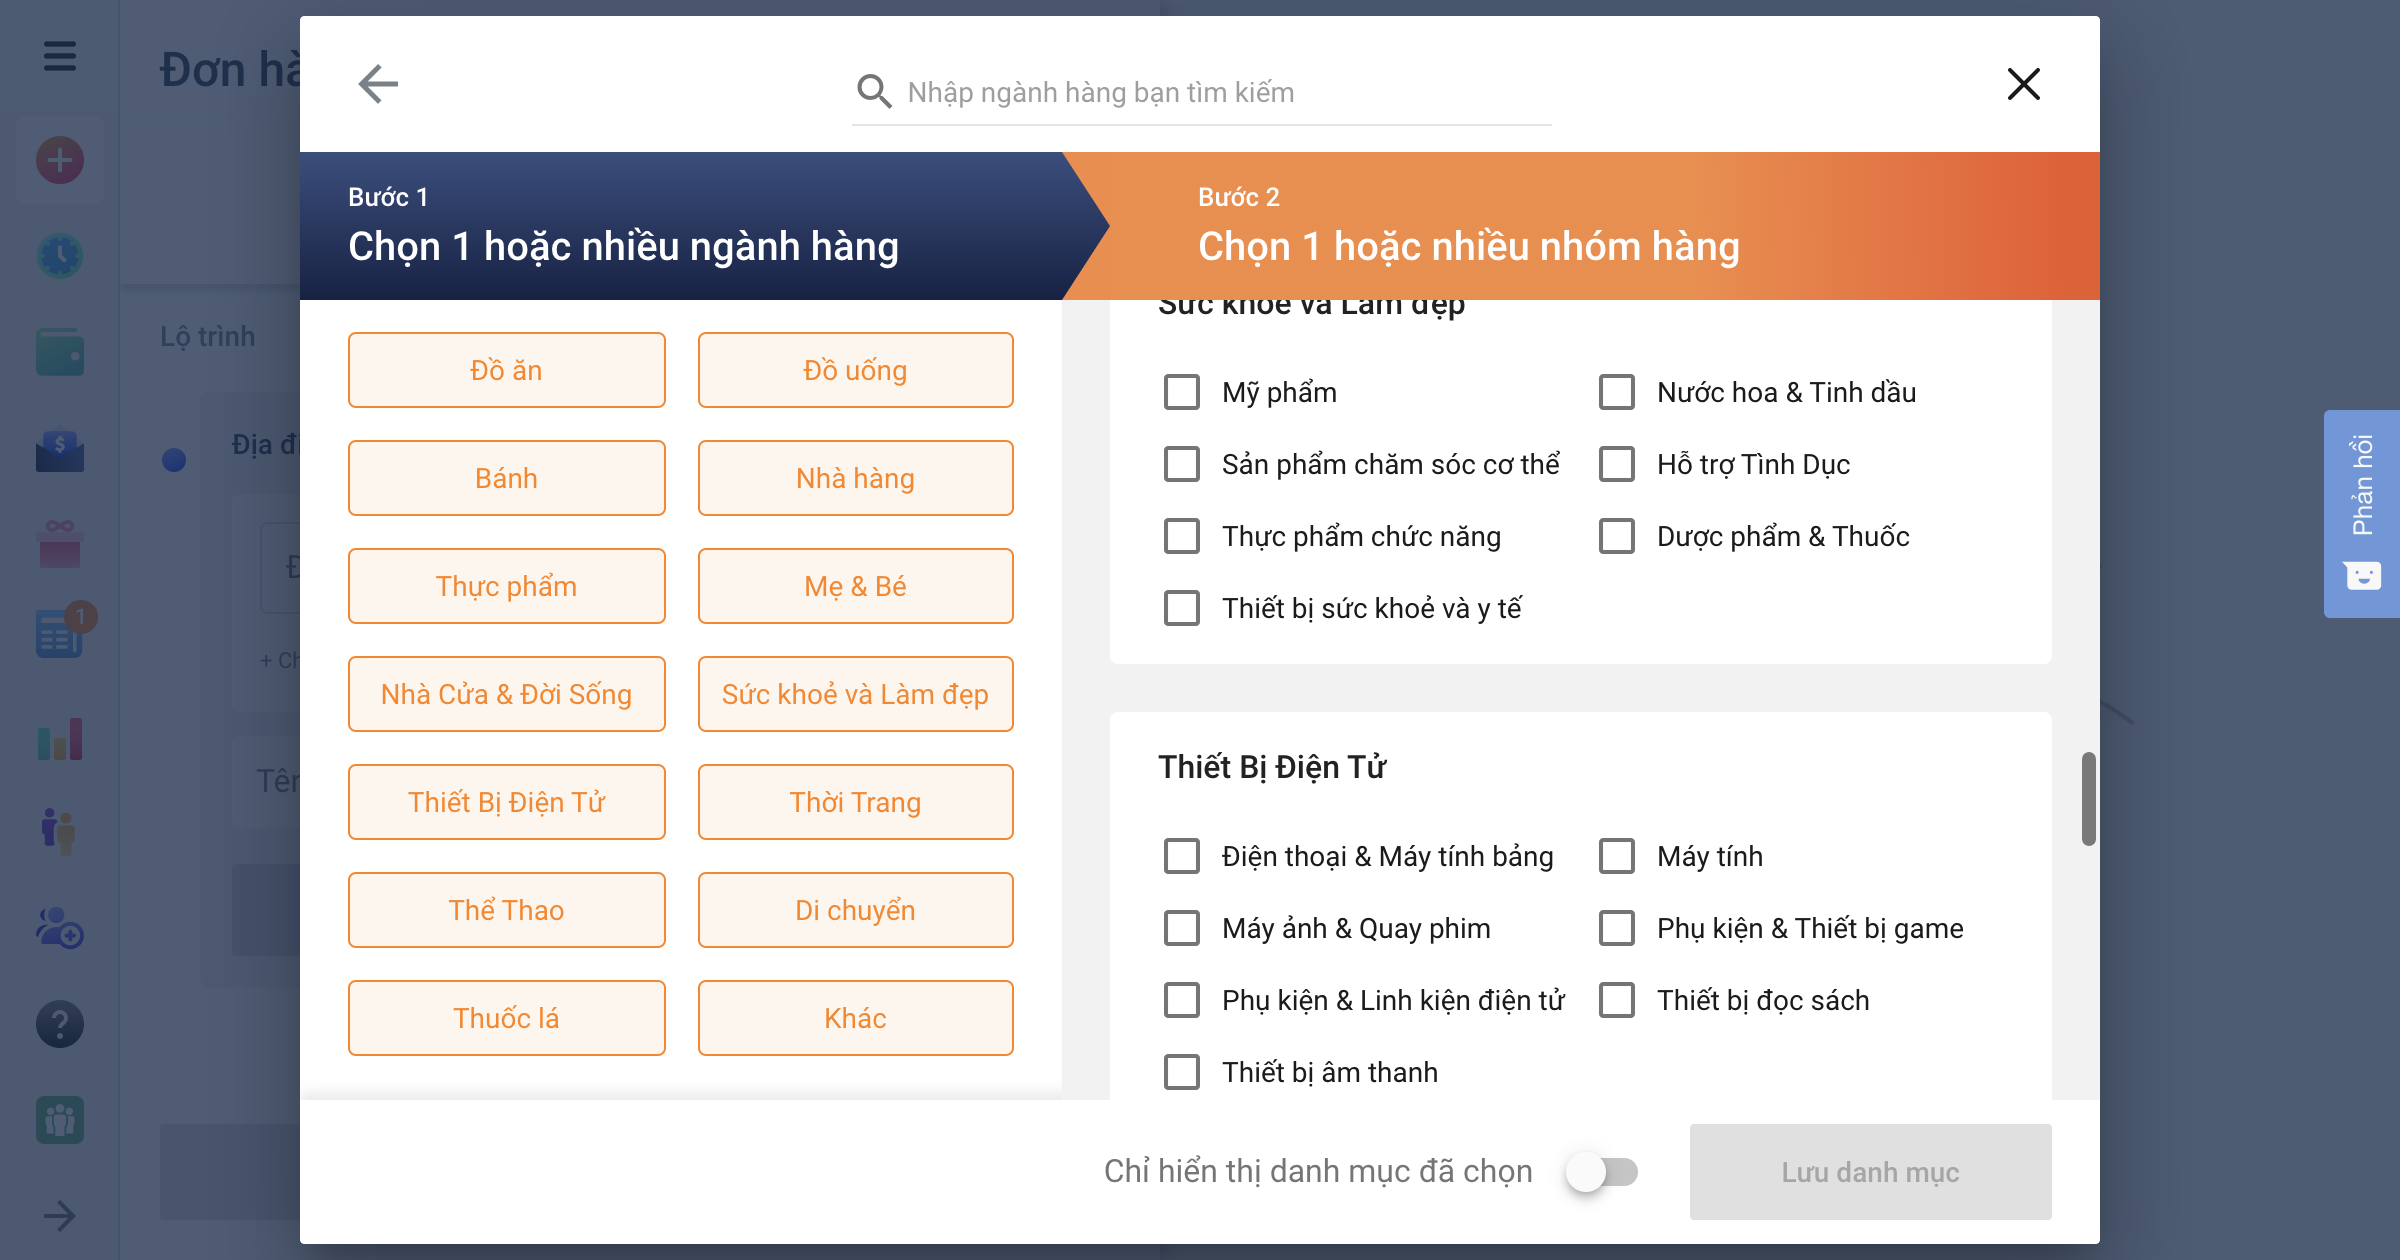 Đơn hà
Nhập ngành hàng bạn tìm kiếm
Bước 1
Chọn 1 hoặc nhiều ngành hàng
Bước 2
Chọn 1 hoặc nhiều nhóm hàng
Lộ trình
Địa đi
+ Ch
Tên
1
Đồ ăn
Đồ uống
Bánh
Nhà hàng
Thực phẩm
Mẹ & Bé
Nhà Cửa & Đời Sống
Sức khoẻ và Làm đẹp
Thiết Bị Điện Tử
Thời Trang
Thể Thao
Di chuyển
Thuốc lá
Khác
Sức khoẻ và Làm đẹp
Mỹ phẩm
Nước hoa & Tinh dầu
Sản phẩm chăm sóc cơ thể
Hỗ trợ Tình Dục
Thực phẩm chức năng
Dược phẩm & Thuốc
Thiết bị sức khoẻ và y tế
Thiết Bị Điện Tử
Điện thoại & Máy tính bảng
Máy tính
Máy ảnh & Quay phim
Phụ kiện & Thiết bị game
Phụ kiện & Linh kiện điện tử
Thiết bị đọc sách
Thiết bị âm thanh
Chỉ hiển thị danh mục đã chọn
Lưu danh mục
Phản hồi